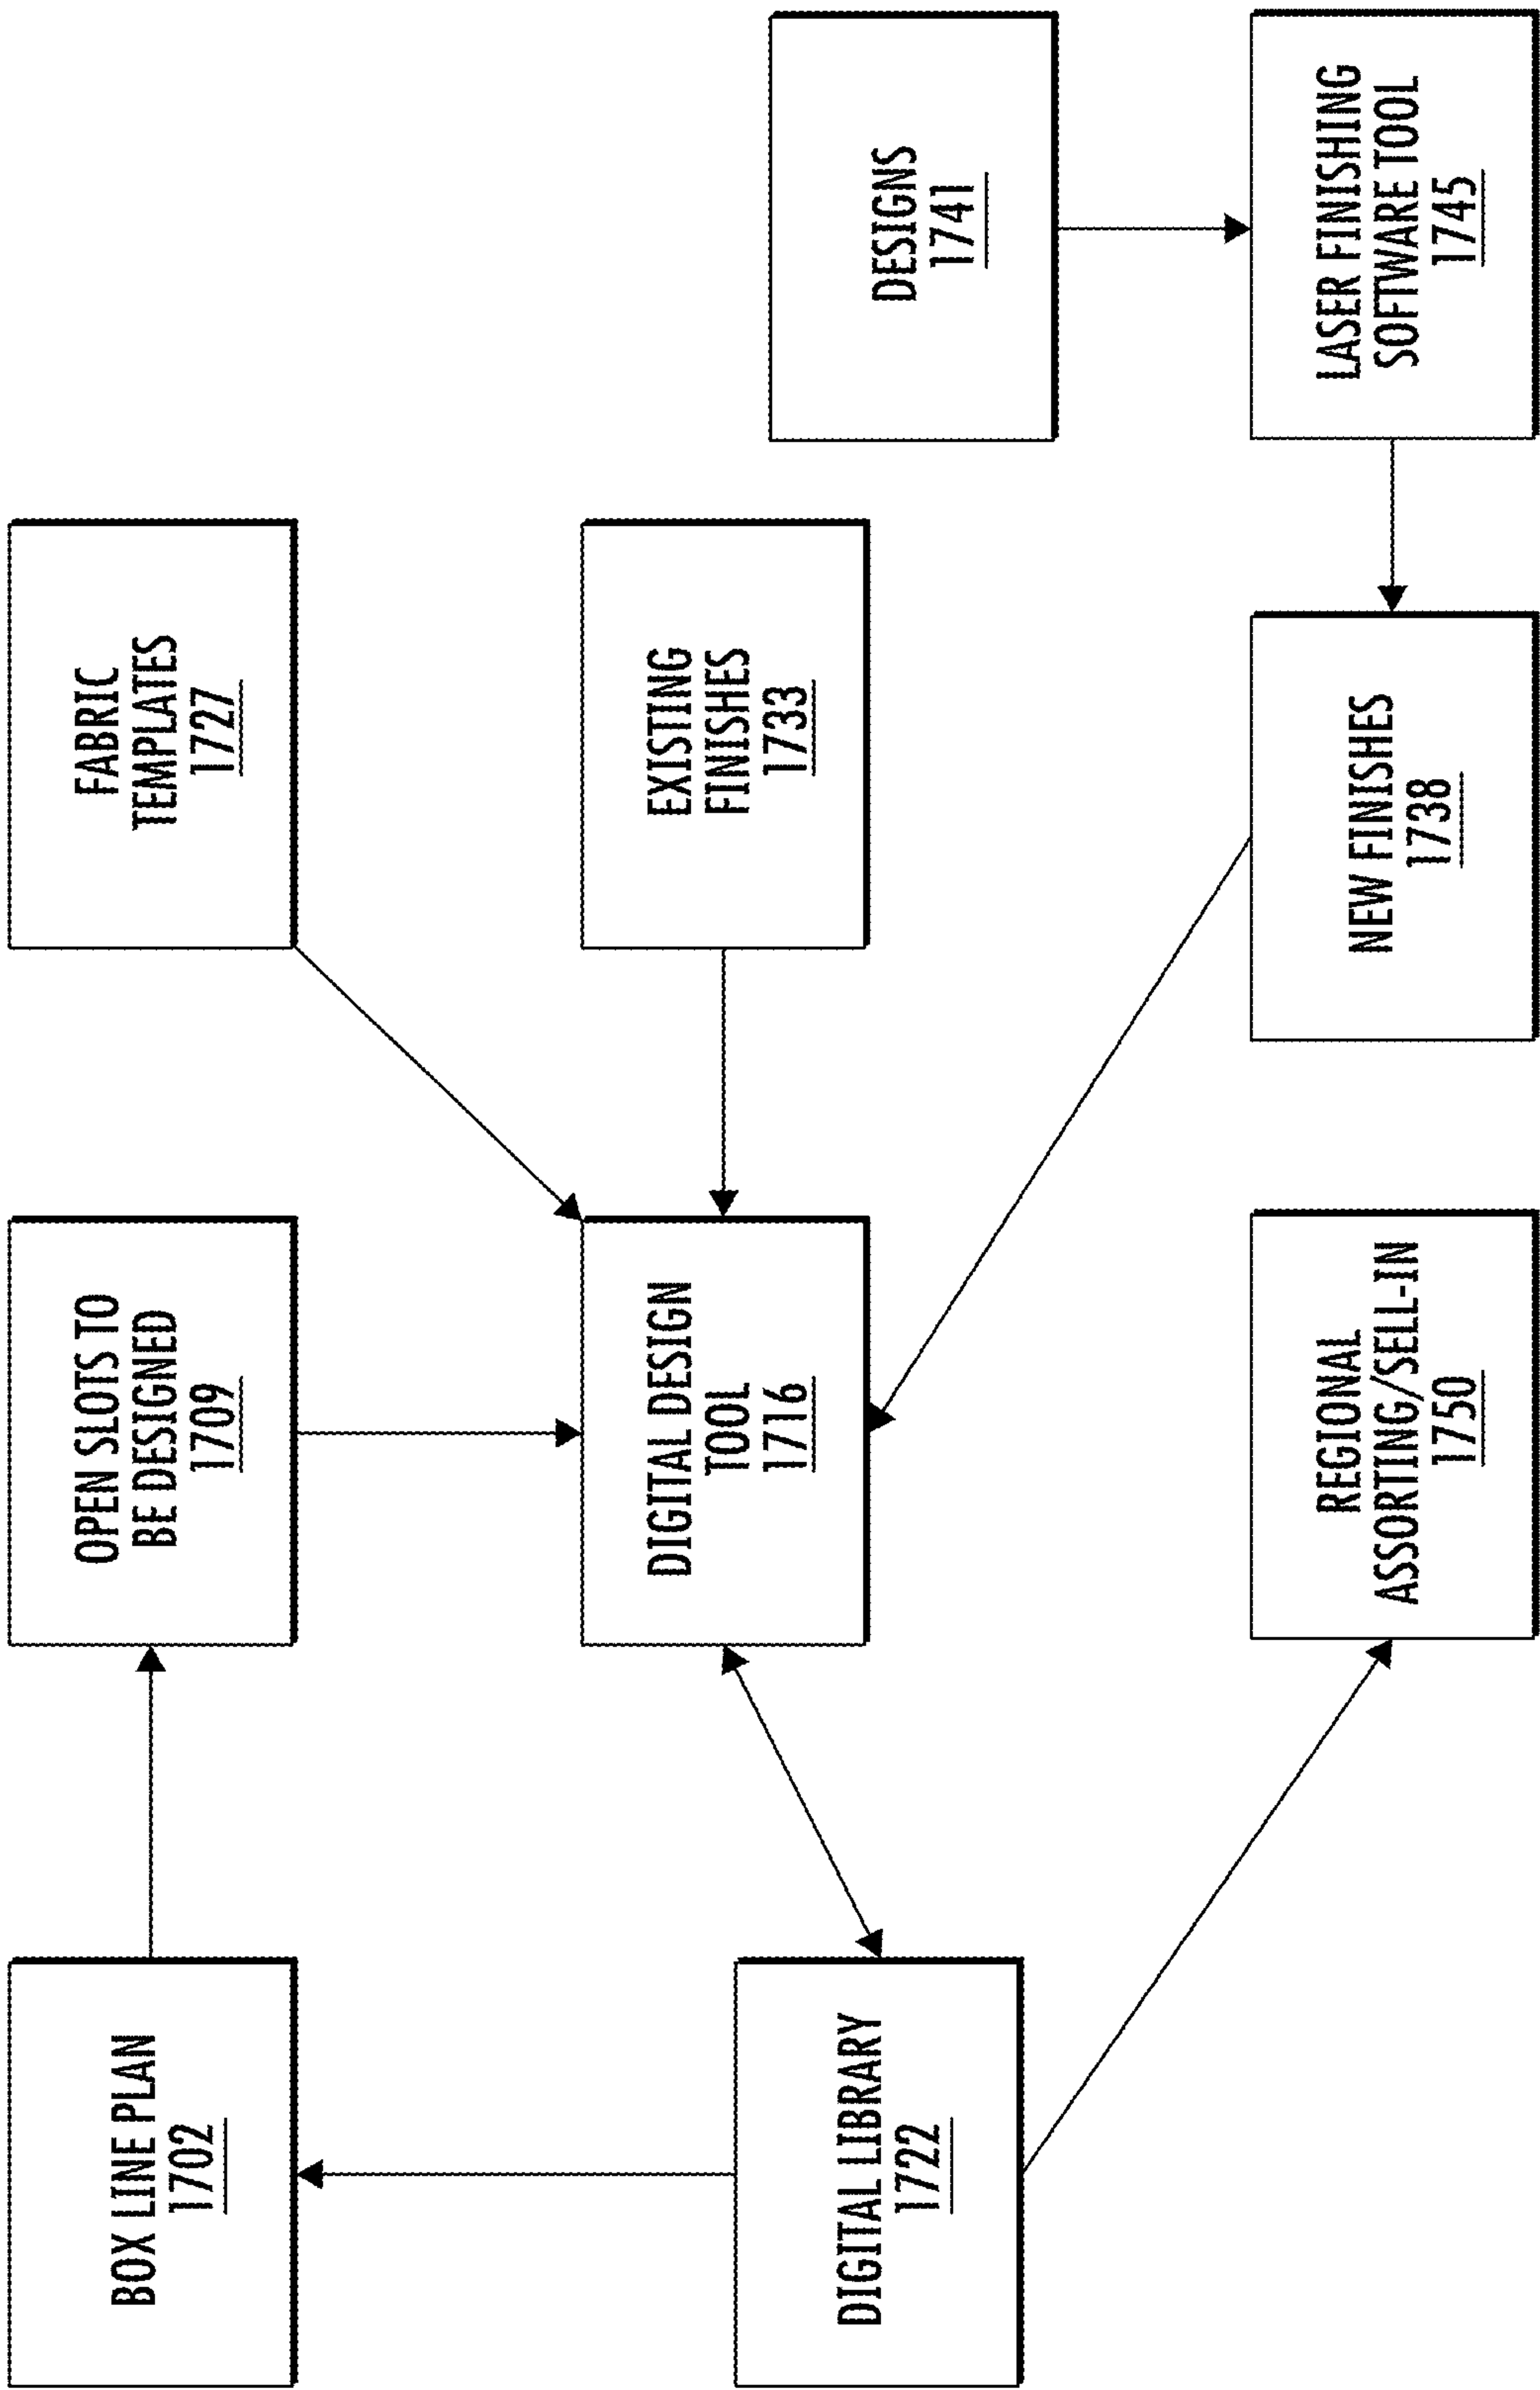 BOX LINE PLAN
1702
OPEN SLOTS TO
BE DESIGNED
1709
FABRIC
TEMPLATES
1727
DIGITAL DESIGN
TOOL
1716
EXISTING
FINISHES
1733
DIGITAL LIBRARY
1722
DESIGNS
1741
REGIONAL
ASSORTING/SELL-IN
1750
NEW FINISHES
1738
LASER FINISHING
SOFTWARE TOOL
1745